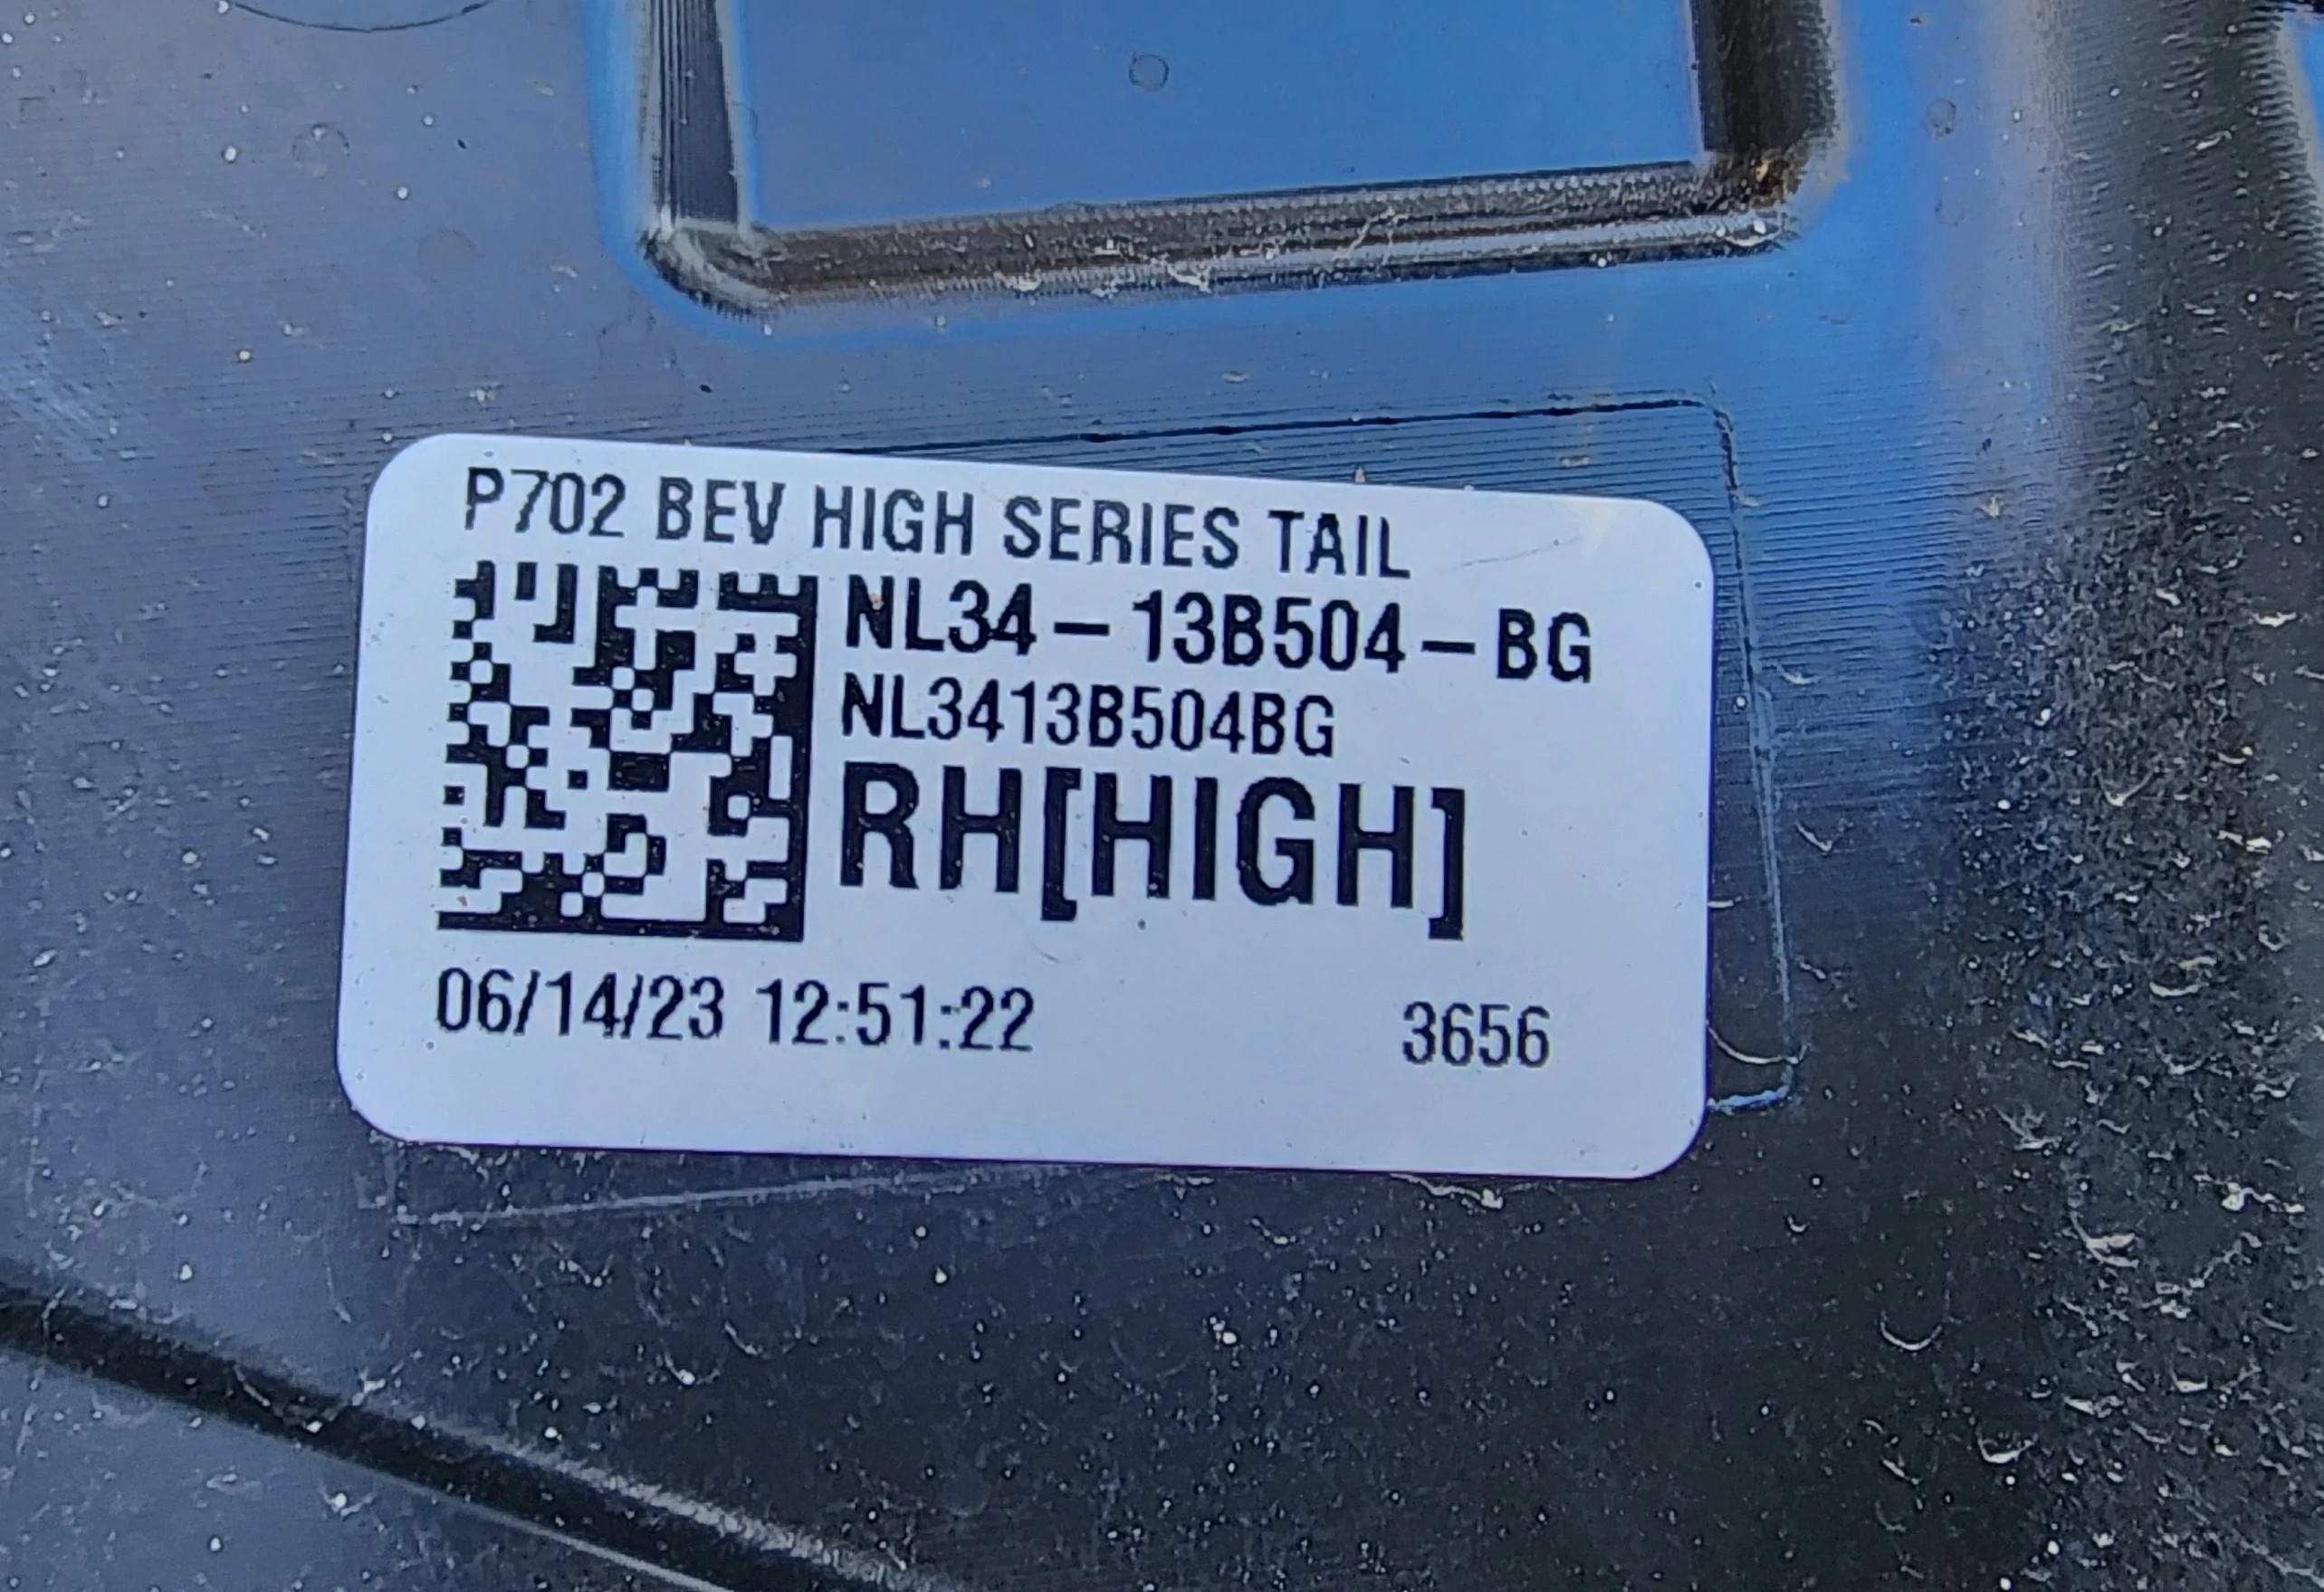 P702 BEV HIGH SERIES TAIL
NL34-13B504-BG
NL3413B504BG
RH[HIGH]
06/14/23 12:51:22 3656